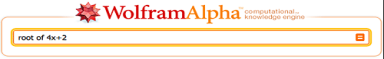 WolframAlpha computational...
knowledge engine
root of 4x+2